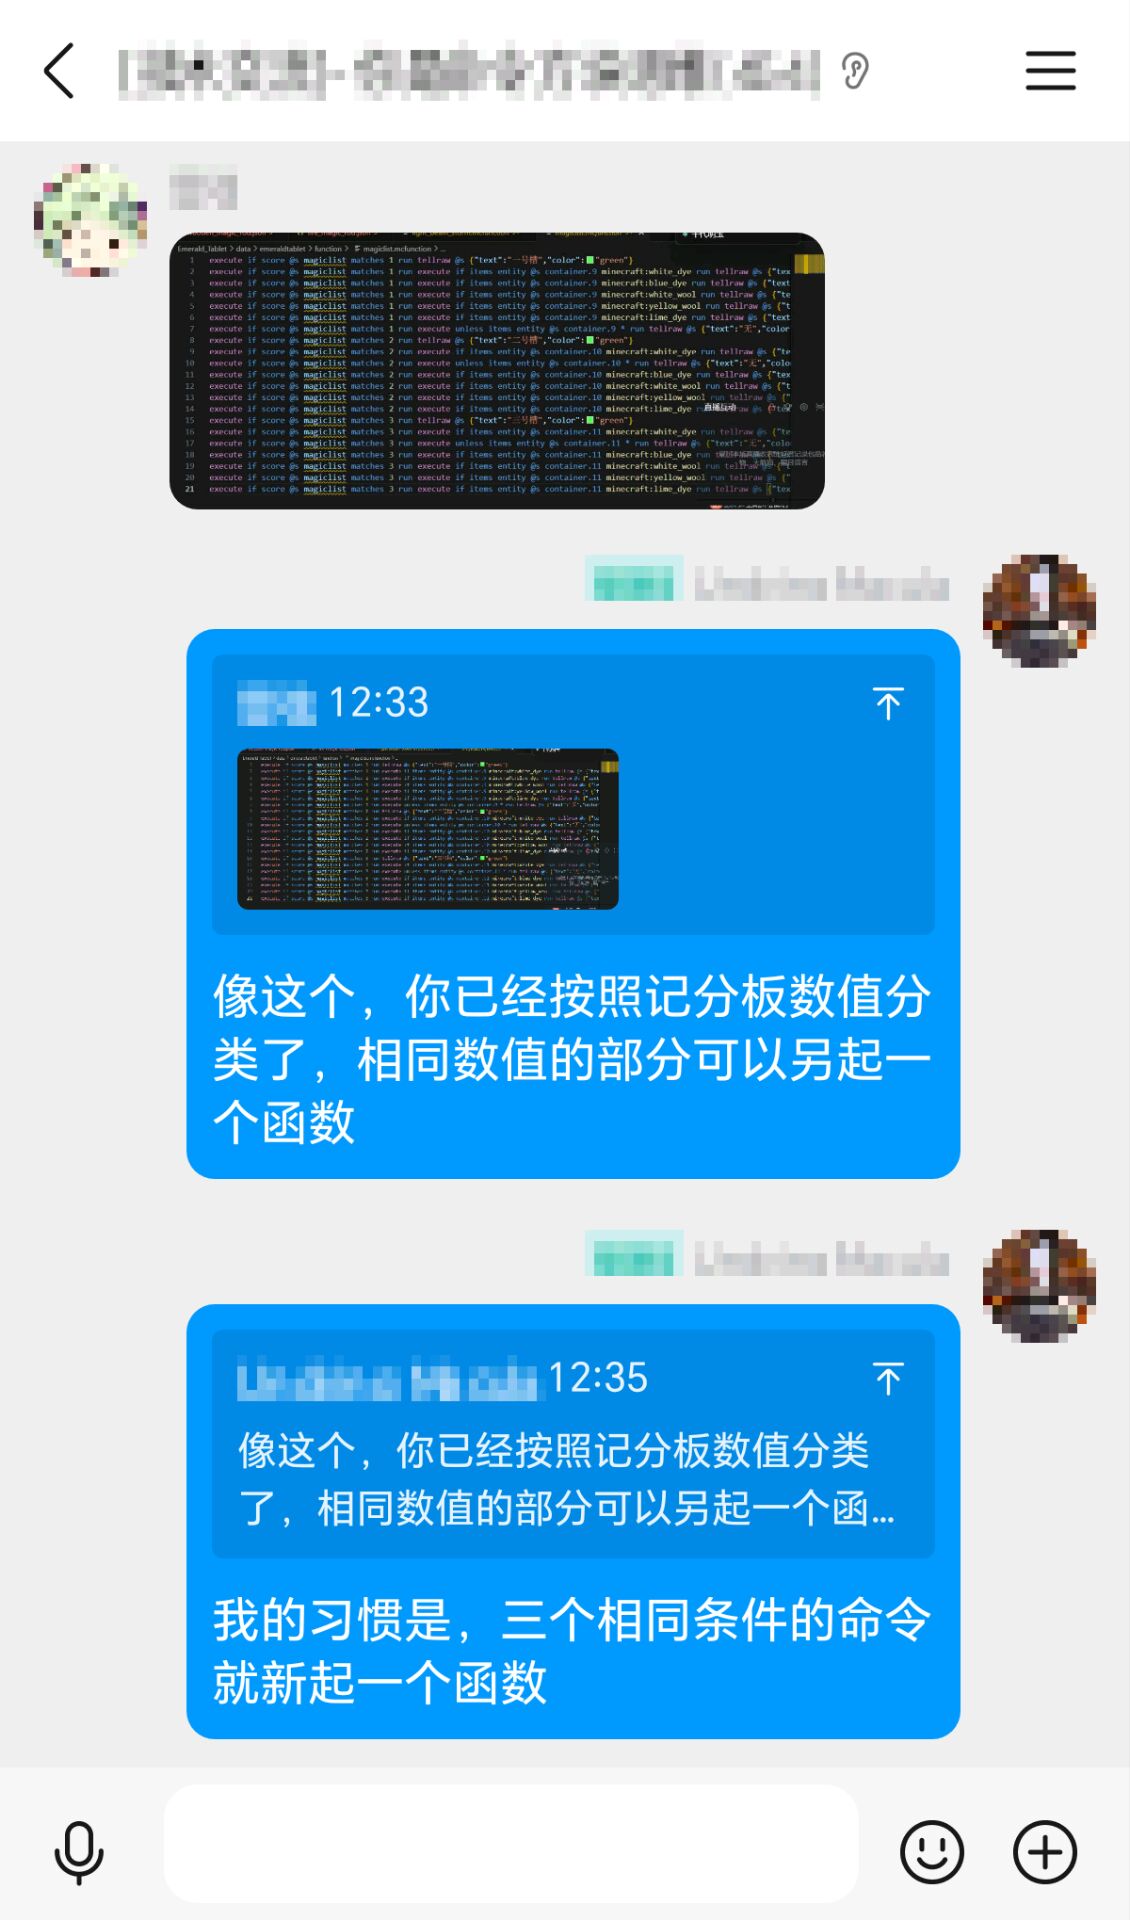 Emerald_Tablet > data > emeraldtablet > function > magiclist.mcfunction > ...
1 execute if score @s magiclist matches 1 run tellraw @s {"text":"一号槽","color":"green"}
2 execute if score @s magiclist matches 1 run execute if items entity @s container.9 minecraft:white_dye run tellraw @s {"tex
3 execute if score @s magiclist matches 1 run execute if items entity @s container.9 minecraft:blue_dye run tellraw @s {"text
4 execute if score @s magiclist matches 1 run execute if items entity @s container.9 minecraft:white_wool run tellraw @s {"te
5 execute if score @s magiclist matches 1 run execute if items entity @s container.9 minecraft:yellow_wool run tellraw @s {"t
6 execute if score @s magiclist matches 1 run execute if items entity @s container.9 minecraft:lime_dye run tellraw @s {"text
7 execute if score @s magiclist matches 1 run execute unless items entity @s container.9 * run tellraw @s {"text":"无","color
8 execute if score @s magiclist matches 2 run tellraw @s {"text":"二号槽","color":"green"}
9 execute if score @s magiclist matches 2 run execute if items entity @s container.10 minecraft:white_dye run tellraw @s {"te
10 execute if score @s magiclist matches 2 run execute unless items entity @s container.10 * run tellraw @s {"text":"无","colo
11 execute if score @s magiclist matches 2 run execute if items entity @s container.10 minecraft:blue_dye run tellraw @s {"tex
12 execute if score @s magiclist matches 2 run execute if items entity @s container.10 minecraft:white_wool run tellraw @s {"t
13 execute if score @s magiclist matches 2 run execute if items entity @s container.10 minecraft:yellow_wool run tellraw @s {"
14 execute if score @s magiclist matches 2 run execute if items entity @s container.10 minecraft:lime_dye run tellraw @s {"tex
直播互动
15 execute if score @s magiclist matches 3 run tellraw @s {"text":"三号槽","color":"green"}
16 execute if score @s magiclist matches 3 run execute if items entity @s container.11 minecraft:white_dye run tellraw @s {"te
17 execute if score @s magiclist matches 3 run execute unless items entity @s container.11 * run tellraw @s {"text":"无","colo
18 execute if score @s magiclist matches 3 run execute if items entity @s container.11 minecraft:blue_dye run tellraw @s
19 execute if score @s magiclist matches 3 run execute if items entity @s container.11 minecraft:white_wool run tellraw @s
20 execute if score @s magiclist matches 3 run execute if items entity @s container.11 minecraft:yellow_wool run tellraw @s {"t
21 execute if score @s magiclist matches 3 run execute if items entity @s container.11 minecraft:lime_dye run tellraw @s {"tex
12:33
像这个，你已经按照记分板数值分
类了，相同数值的部分可以另起一
个函数
12:35
像这个，你已经按照记分板数值分类
了，相同数值的部分可以另起一个函...
我的习惯是，三个相同条件的命令
就新起一个函数